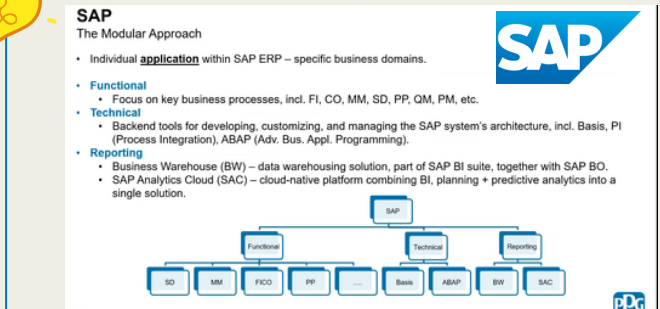 SAP
The Modular Approach
SAP
• Individual application within SAP ERP – specific business domains.
• Functional
• Focus on key business processes, incl. FI, CO, MM, SD, PP, QM, PM, etc.
• Technical
• Backend tools for developing, customizing, and managing the SAP system's architecture, incl. Basis, PI
(Process Integration), ABAP (Adv. Bus. Appl. Programming).
• Reporting
• Business Warehouse (BW) – data warehousing solution, part of SAP BI suite, together with SAP BO.
• SAP Analytics Cloud (SAC) – cloud-native platform combining BI, planning + predictive analytics into a
single solution.
SAP
Functional Technical Reporting
SD MM FICO PP .... Basis ABAP BW SAC
PPG